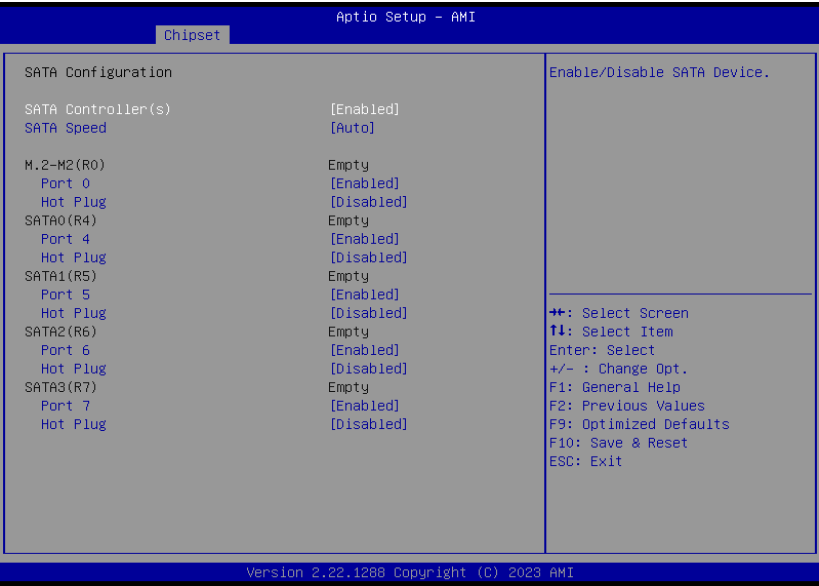 Aptio Setup – AMI
Chipset
SATA Configuration
SATA Controller(s) [Enabled]
SATA Speed [Auto]
M.2-M2(R0) Empty
Port 0 [Enabled]
Hot Plug [Disabled]
SATA0(R4) Empty
Port 4 [Enabled]
Hot Plug [Disabled]
SATA1(R5) Empty
Port 5 [Enabled]
Hot Plug [Disabled]
SATA2(R6) Empty
Port 6 [Enabled]
Hot Plug [Disabled]
SATA3(R7) Empty
Port 7 [Enabled]
Hot Plug [Disabled]
Enable/Disable SATA Device.
→←: Select Screen
↑↓: Select Item
Enter: Select
+/- : Change Opt.
F1: General Help
F2: Previous Values
F9: Optimized Defaults
F10: Save & Reset
ESC: Exit
Version 2.22.1288 Copyright (C) 2023 AMI